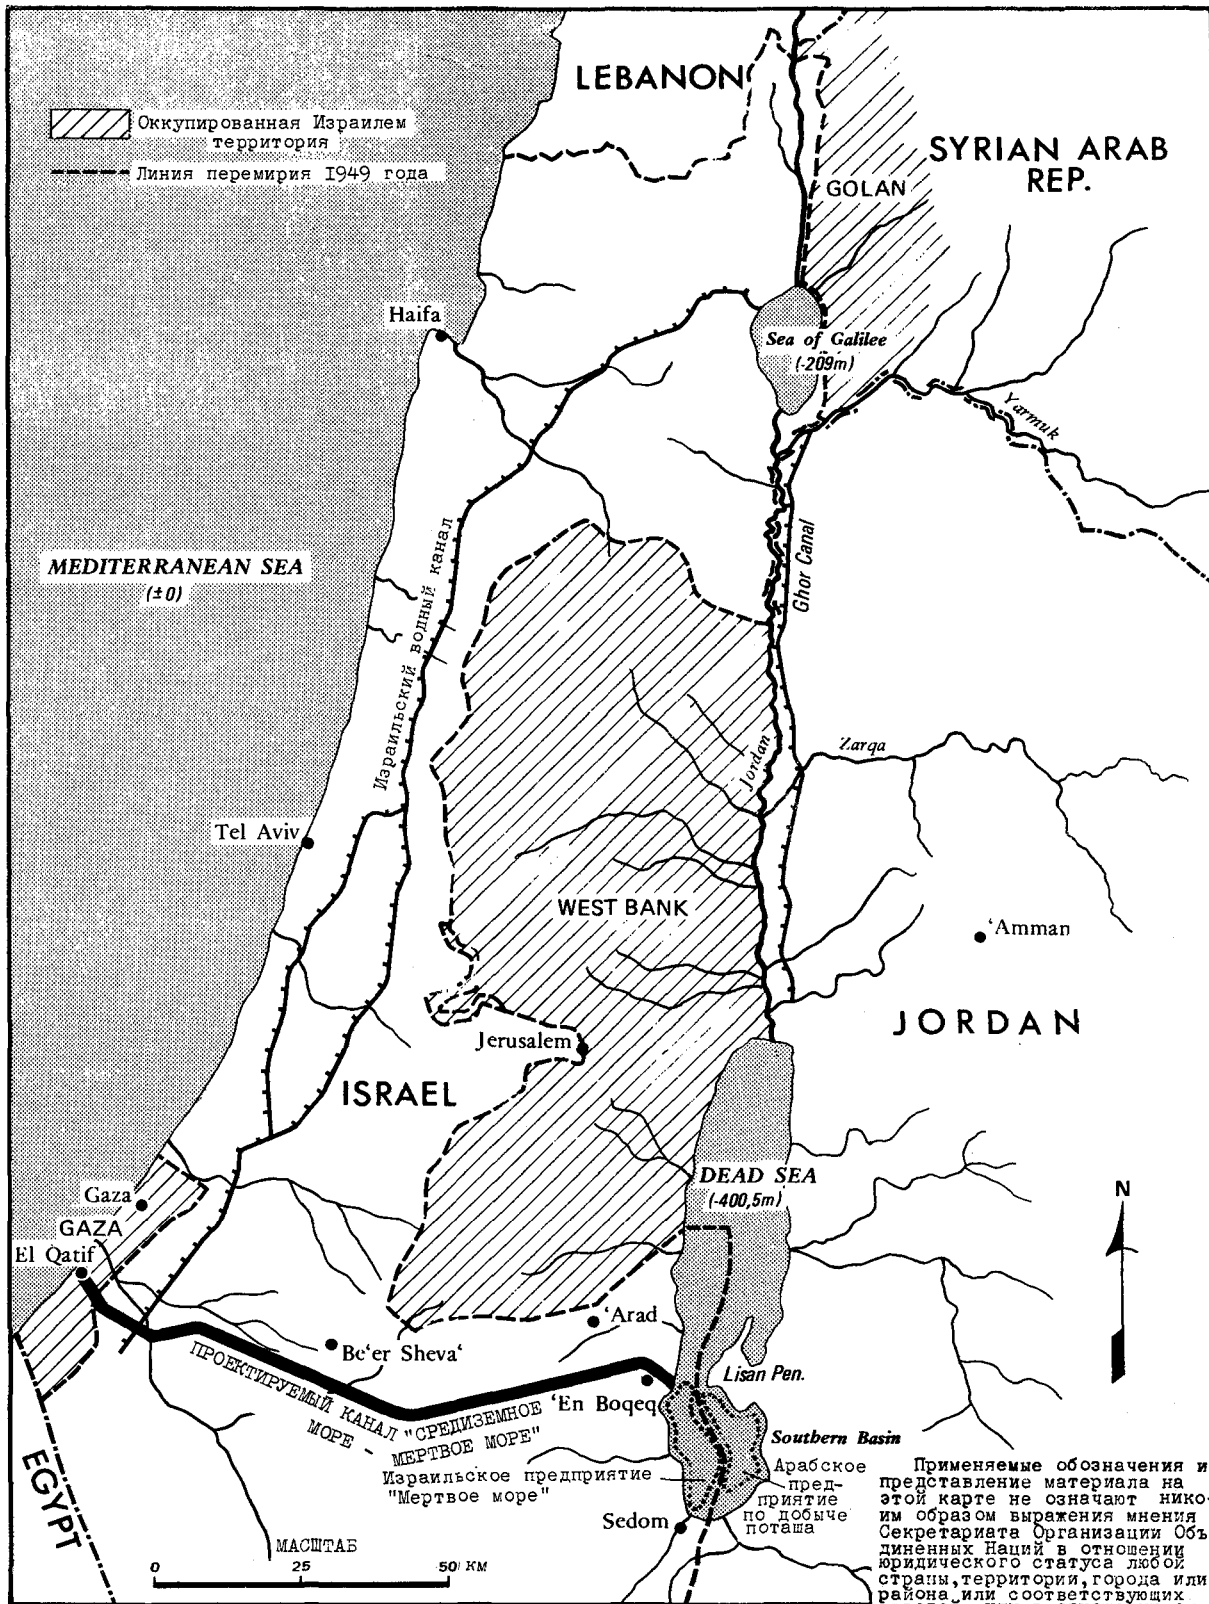 LEBANON
Оккупированная Израилем
территория
Линия перемирия 1949 года
SYRIAN ARAB
REP.
GOLAN
Haifa
Sea of Galilee
(-209m)
Yarmuk
MEDITERRANEAN SEA
(±0)
Израильский водный канал
Ghor Canal
Jordan
Zarqa
Tel Aviv
WEST BANK
'Amman
JORDAN
Jerusalem
ISRAEL
DEAD SEA
(-400,5m)
N
Gaza
GAZA
El Qatif
'Arad
Be'er Sheva'
Lisan Pen.
'En Boqeq
ПРОЕКТИРУЕМЫЙ КАНАЛ "СРЕДИЗЕМНОЕ
МОРЕ - МЕРТВОЕ МОРЕ"
Southern Basin
Израильское предприятие
"Мертвое море"
Арабское
пред-
приятие
по добыче
поташа
Sedom
EGYPT
МАСШТАБ
0 25 50 КМ
Применяемые обозначения и
представление материала на
этой карте не означают нико-
им образом выражения мнения
Секретариата Организации Объ
диненных Наций в отношении
юридического статуса любой
страны, территории, города или
района, или соответствующих